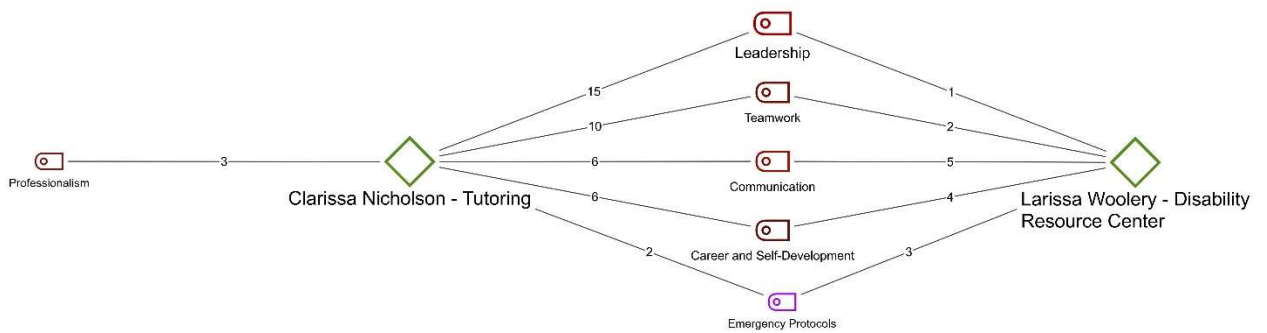 Leadership
15
1
Teamwork
10
2
Professionalism
3
Clarissa Nicholson - Tutoring
6
Communication
5
Larissa Woolery - Disability
Resource Center
6
Career and Self-Development
4
2
Emergency Protocols
3